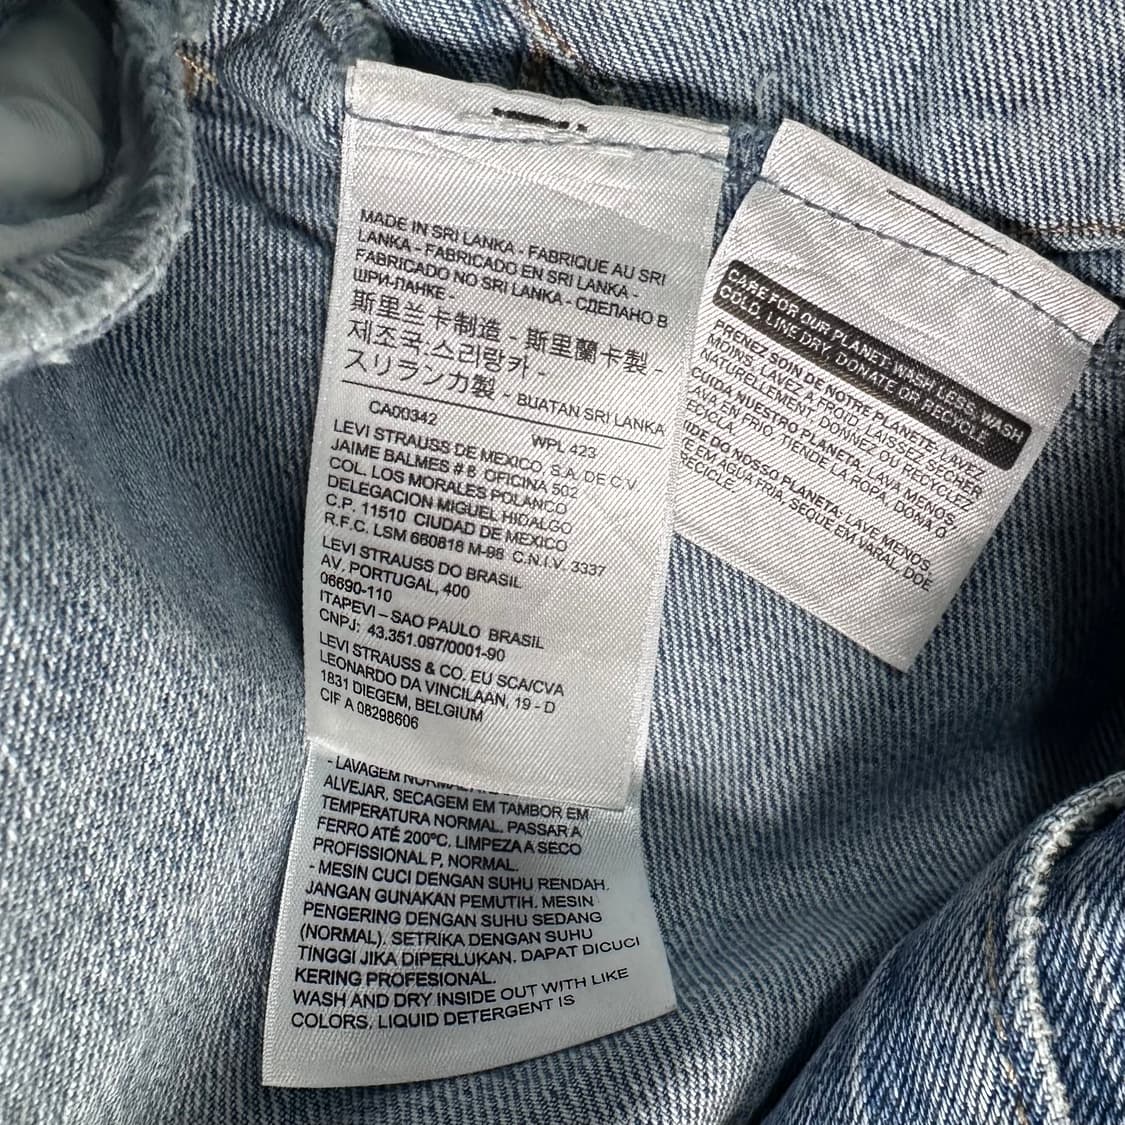 MADE IN SRI LANKA - FABRIQUE AU SRI
LANKA - FABRICADO EN SRI LANKA -
FABRICADO NO SRI LANKA - СДЕЛАНО В
ШРИ-ЛАНКЕ -
斯里兰卡制造 - 斯里蘭卡製 -
제조국.스리랑카 -
スリランカ製 - BUATAN SRI LANKA
CA00342 WPL 423
LEVI STRAUSS DE MEXICO, S.A. DE C.V
JAIME BALMES # 8 OFICINA 502
COL. LOS MORALES POLANCO
DELEGACION MIGUEL HIDALGO
C.P. 11510 CIUDAD DE MEXICO
R.F.C. LSM 660818 M-98 C.N.I.V. 3337
LEVI STRAUSS DO BRASIL
AV. PORTUGAL, 400
06690-110
ITAPEVI – SAO PAULO BRASIL
CNPJ: 43.351.097/0001-90
LEVI STRAUSS & CO. EU SCA/CVA
LEONARDO DA VINCILAAN, 19 - D
1831 DIEGEM, BELGIUM
CIF A 08298606
- LAVAGEM
ALVEJAR. SECAGEM EM TAMBOR EM
TEMPERATURA NORMAL. PASSAR A
FERRO ATÉ 200ºC. LIMPEZA A SECO
PROFISSIONAL P, NORMAL.
- MESIN CUCI DENGAN SUHU RENDAH.
JANGAN GUNAKAN PEMUTIH. MESIN
PENGERING DENGAN SUHU SEDANG
(NORMAL). SETRIKA DENGAN SUHU
TINGGI JIKA DIPERLUKAN. DAPAT DICUCI
KERING PROFESIONAL.
WASH AND DRY INSIDE OUT WITH LIKE
COLORS. LIQUID DETERGENT IS
CARE FOR OUR PLANET: WASH LESS, WASH
COLD, LINE DRY, DONATE OR RECYCLE
PRENEZ SOIN DE NOTRE PLANETE: LAVEZ
MOINS, LAVEZ A FROID, LAISSEZ SECHER
NATURELLEMENT, DONNEZ OU RECYCLEZ
CUIDA NUESTRO PLANETA: LAVA MENOS,
LAVA EN FRIO, TIENDE LA ROPA, DONA O
ECICLA.
IDE DO NOSSO PLANETA: LAVE MENOS,
E EM AGUA FRIA, SEQUE EM VARAL, DOE
RECICLE.